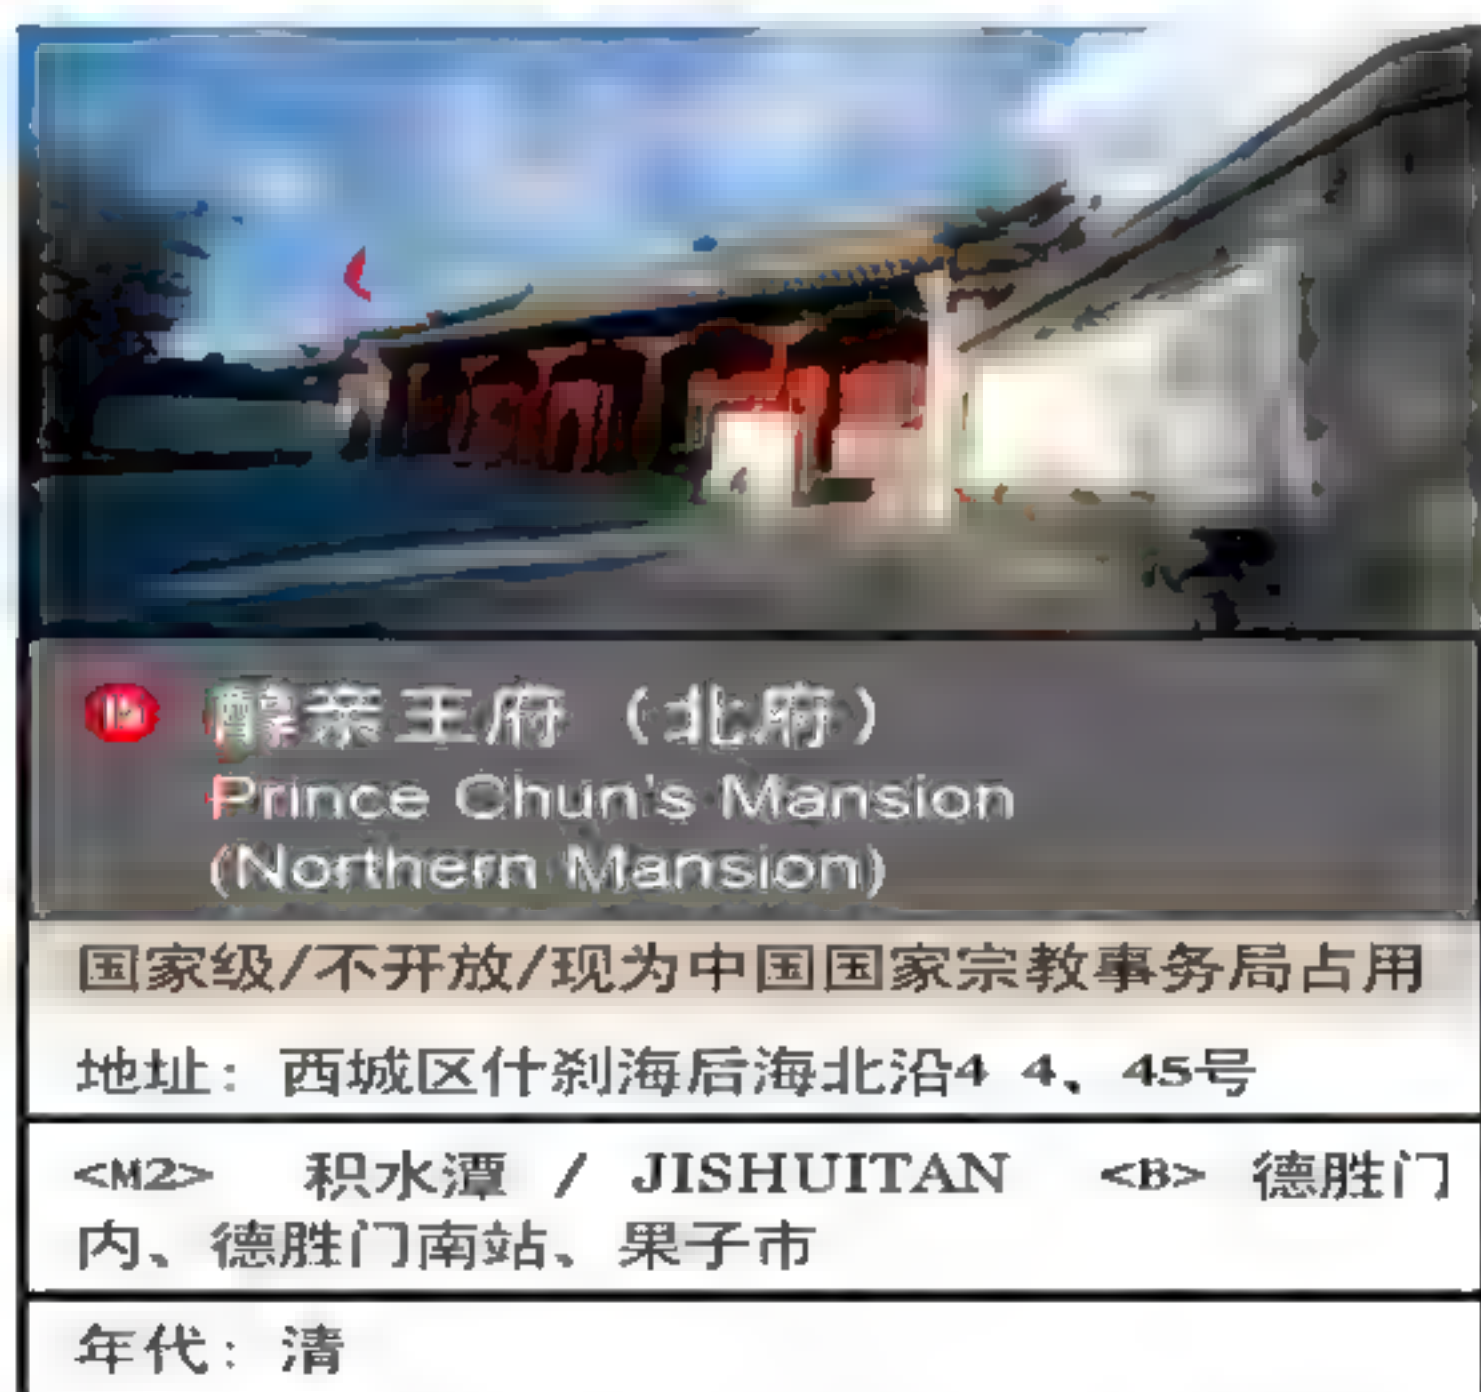 醇亲王府（北府）
Prince Chun's Mansion
(Northern Mansion)
国家级/不开放/现为中国国家宗教事务局占用
地址：西城区什刹海后海北沿4 4、45号
<M2> 积水潭 / JISHUITAN <B> 德胜门
内、德胜门南站、果子市
年代：清